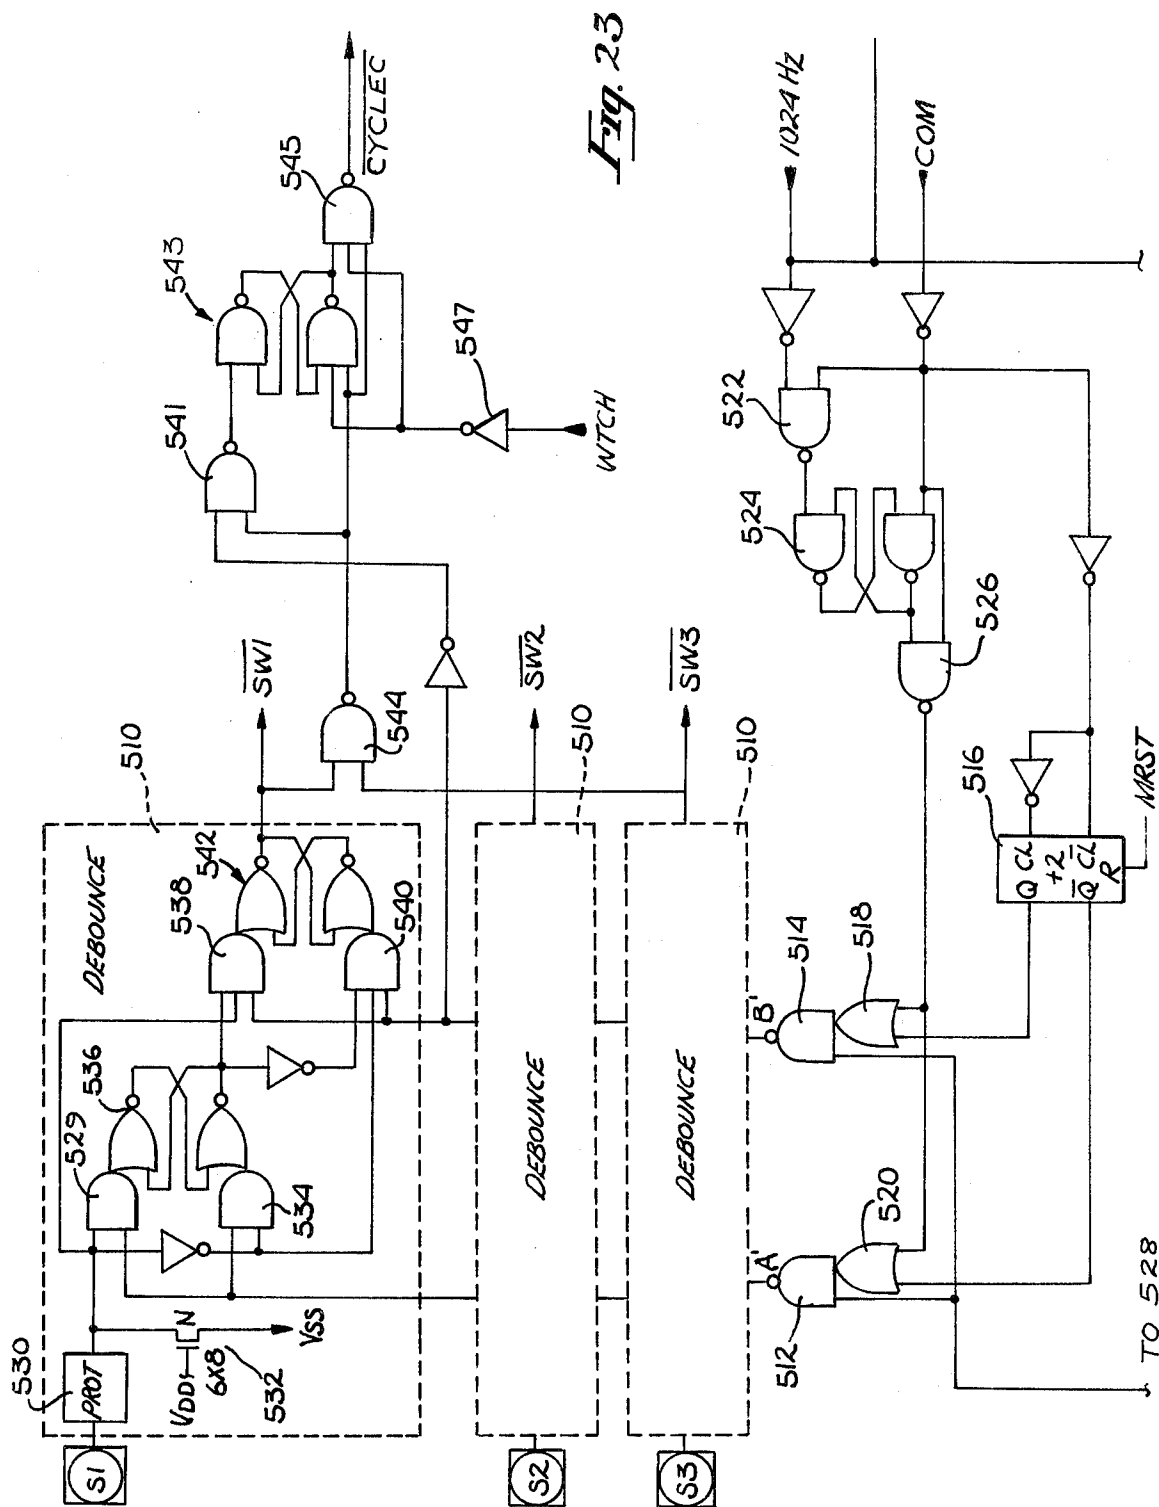 530
PROT
S1
VDD
6X8
532
N
VSS
529
536
534
DEBOUNCE
510
538
542
540
SW1
544
541
543
545
CYCLEC
547
WTCH
S2
DEBOUNCE
510
SW2
S3
DEBOUNCE
510
SW3
Fig. 23
A'
B'
512
520
514
518
516
Q CL
÷2
Q CL
R
MRST
522
524
526
1024 Hz
COM
TO 528